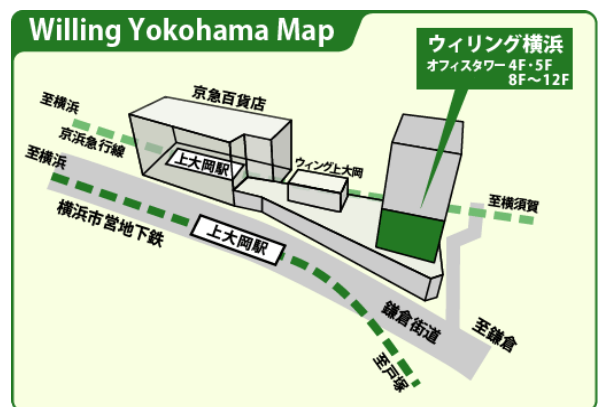 Willing Yokohama Map
ウィリング横浜
オフィスタワー 4F・5F
8F〜12F
京急百貨店
至横浜
京浜急行線
上大岡駅
ウィング上大岡
至横浜
至横須賀
横浜市営地下鉄
上大岡駅
鎌倉街道
至鎌倉
至戸塚